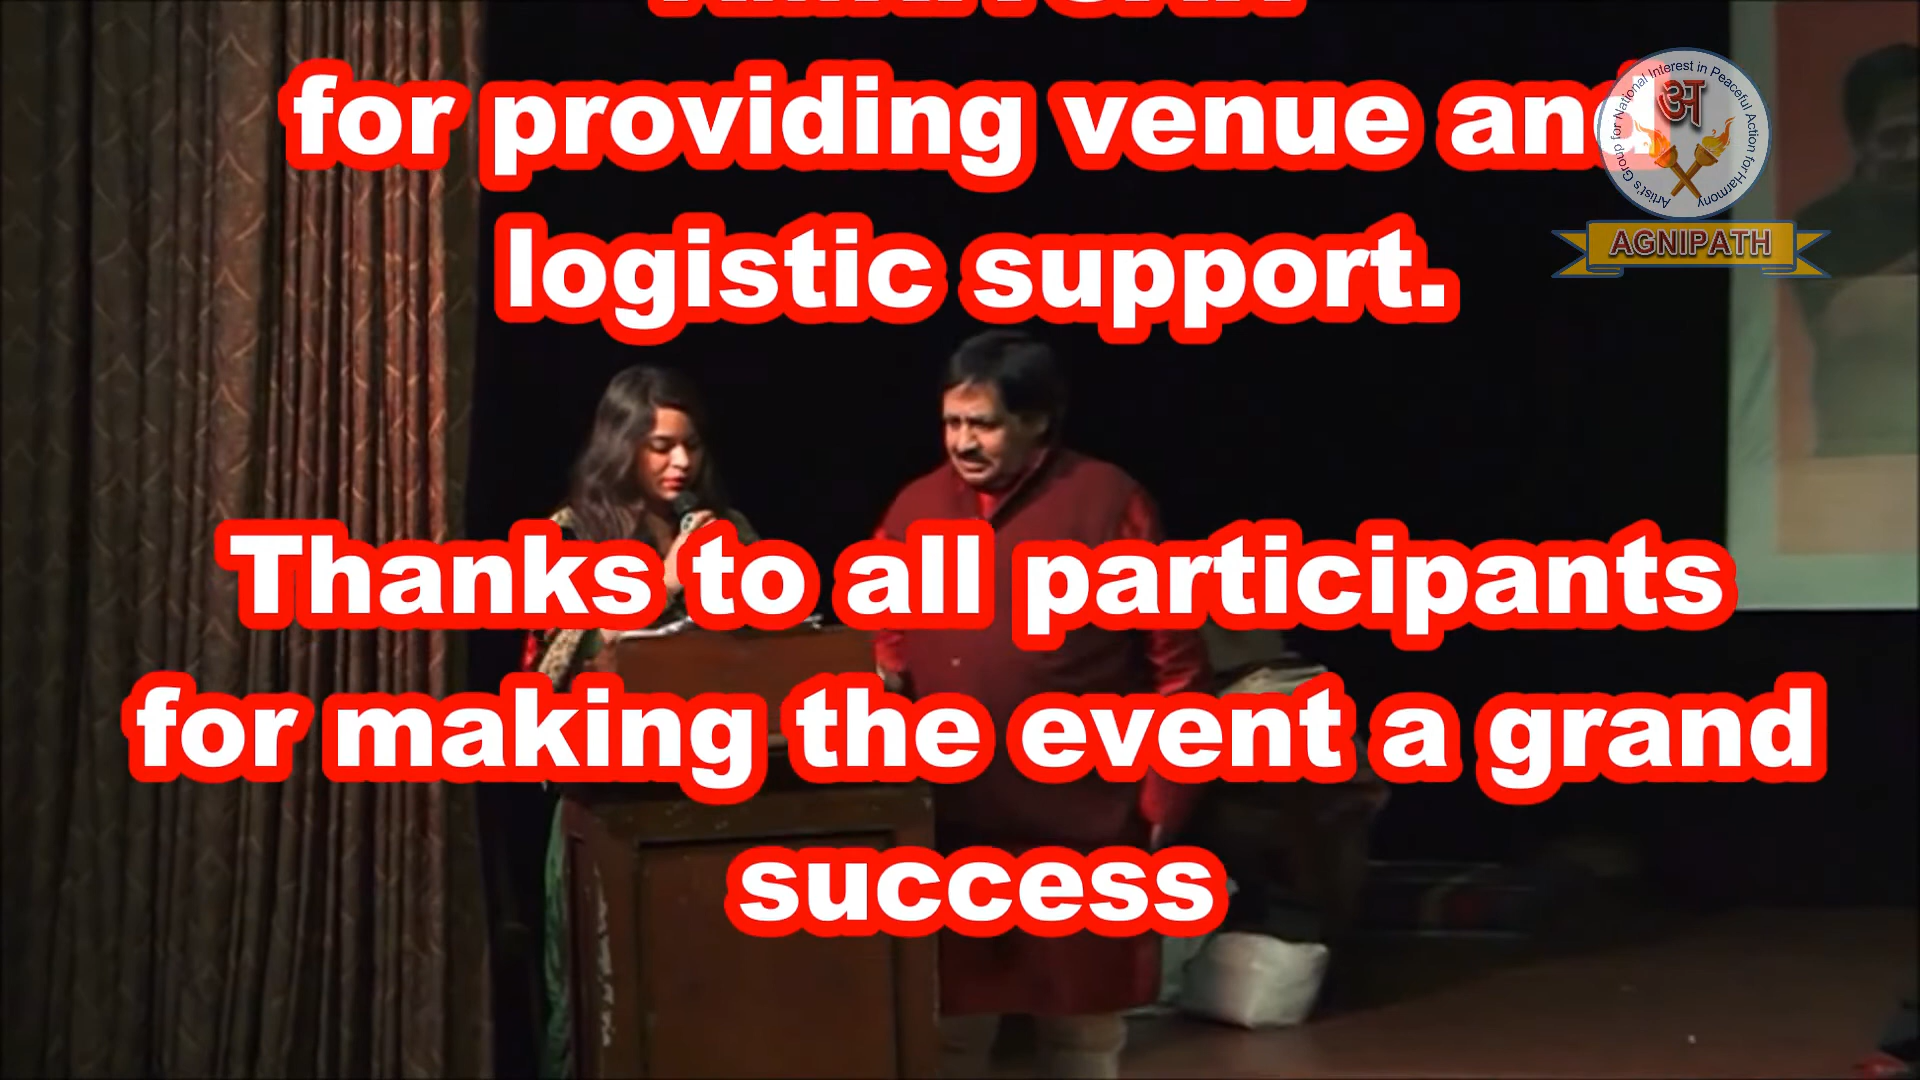 for providing venue and
logistic support.
Thanks to all participants
for making the event a grand
success
Artist's Group for National Interest in Peaceful Action for Harmony
अ
AGNIPATH